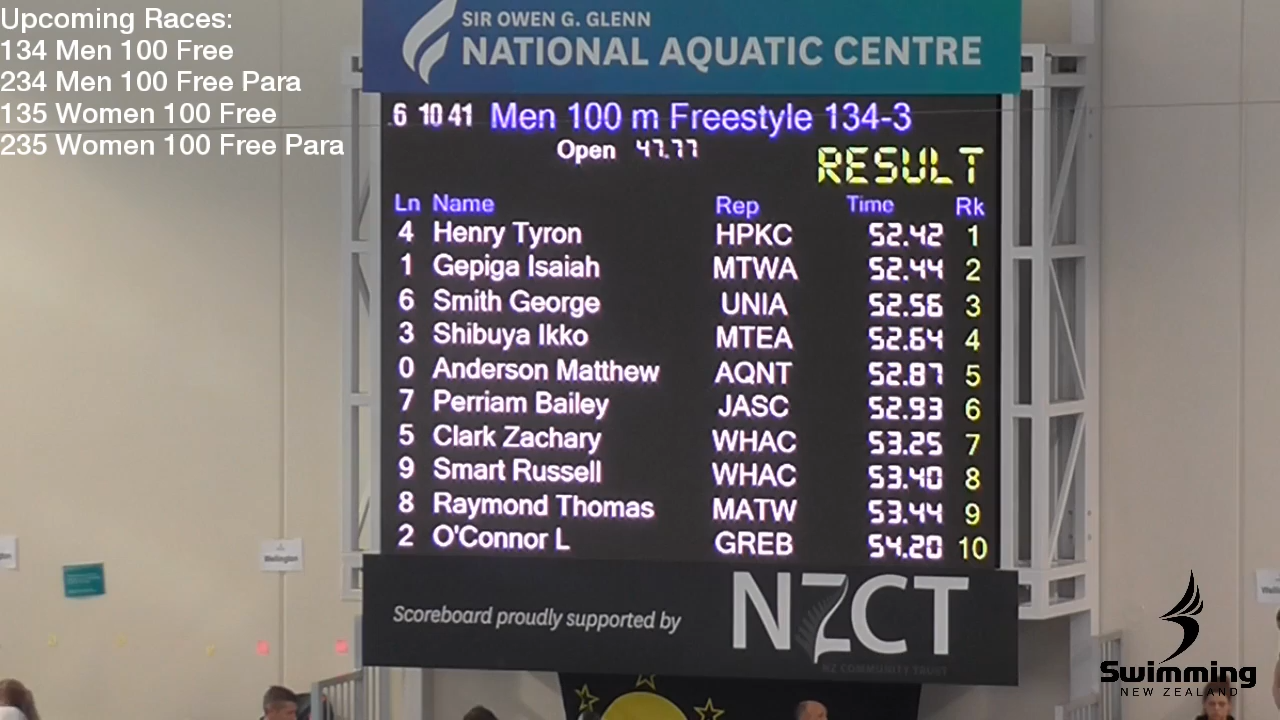 Upcoming Races:
134 Men 100 Free
234 Men 100 Free Para
135 Women 100 Free
235 Women 100 Free Para
SIR OWEN G. GLENN
NATIONAL AQUATIC CENTRE
.6 10 41 Men 100 m Freestyle 134-3
Open 47.77
RESULT
Ln Name Rep Time Rk
4 Henry Tyron HPKC 52.42 1
1 Gepiga Isaiah MTWA 52.44 2
6 Smith George UNIA 52.56 3
3 Shibuya Ikko MTEA 52.64 4
0 Anderson Matthew AQNT 52.87 5
7 Perriam Bailey JASC 52.93 6
5 Clark Zachary WHAC 53.25 7
9 Smart Russell WHAC 53.40 8
8 Raymond Thomas MATW 53.44 9
2 O'Connor L GREB 54.20 10
Scoreboard proudly supported by
NZCT
NZ COMMUNITY TRUST
Wellington
Swimming
NEW ZEALAND